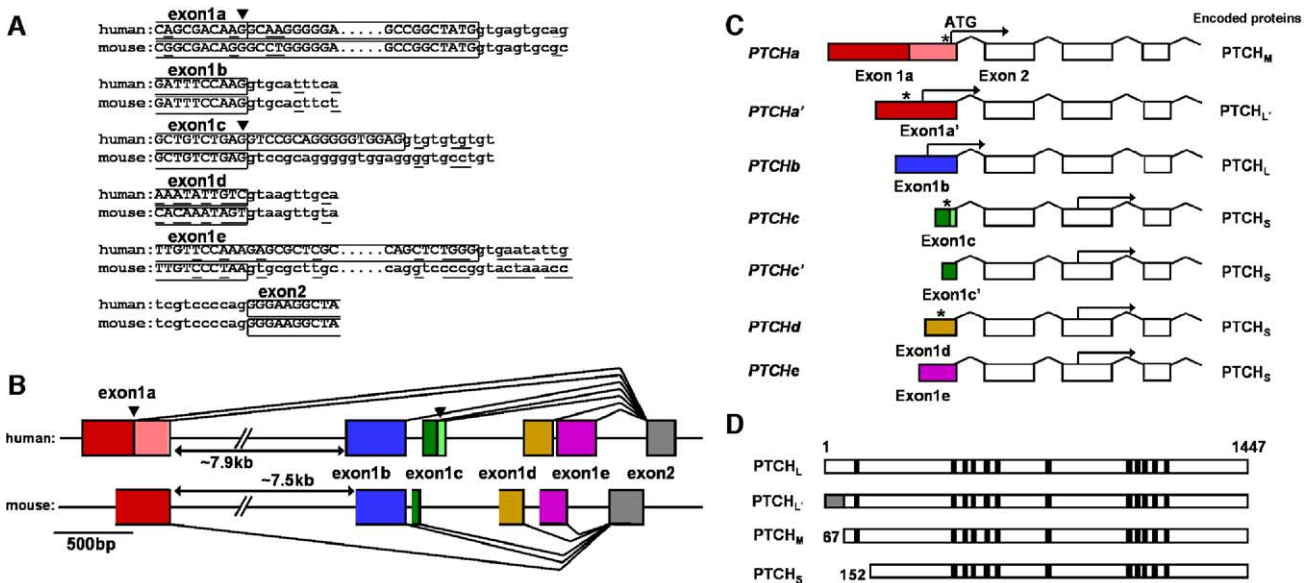 A
exon1a
human:CAGCGACAAGGCAAGGGGGA.....GCCGGCTATGgtgagtgcag
mouse:CGGCGACAGGGCCTGGGGGA.....GCCGGCTATGgtgagtgcgc
exon1b
human:GATTTCCAAGgtgcatttca
mouse:GATTTCCAAGgtgcacttct
exon1c
human:GCTGTCTGAGGTCCGCAGGGGGTGGAGgtgtgtgtgt
mouse:GCTGTCTGAGgtccgcagggggtggaggggtgcctgt
exon1d
human:AAATATTGTCgtaagttgca
mouse:CACAAATAGTgtaagttgta
exon1e
human:TTGTTCCAAAGAGCGCTCGC.....CAGCTCTGGGgtgaatattg
mouse:TTGTCCCTAAgtgcgcttgc.....caggtccccggtactaaacc
exon2
human:tcgtccccagGGGAAGGCTA
mouse:tcgtccccagGGGAAGGCTA
B
exon1a
human:
~7.9kb
exon1b exon1c exon1d exon1e exon2
~7.5kb
mouse:
500bp
C
ATG
Encoded proteins
PTCHa * PTCHM
Exon 1a Exon 2
PTCHa' * PTCHL'
Exon1a'
PTCHb PTCHL
Exon1b
PTCHc * PTCHS
Exon1c
PTCHc' PTCHS
Exon1c'
PTCHd * PTCHS
Exon1d
PTCHe PTCHS
Exon1e
D
1 1447
PTCHL
PTCHL'
PTCHM 67
PTCHS 152